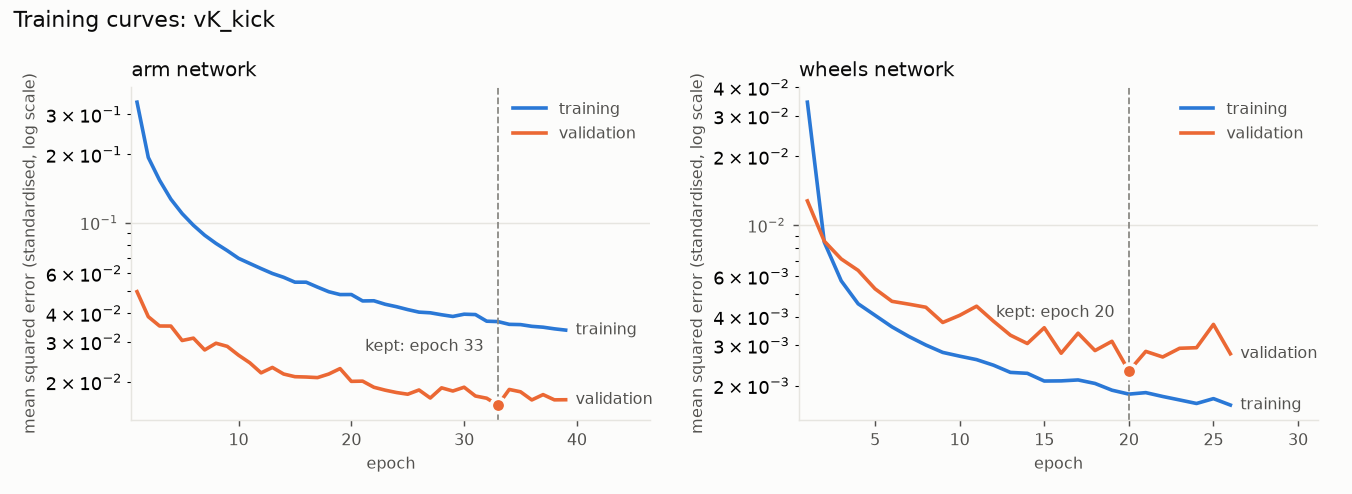 Training curves: vK_kick
arm network
mean squared error (standardised, log scale)
3 × 10⁻¹
2 × 10⁻¹
10⁻¹
6 × 10⁻²
4 × 10⁻²
3 × 10⁻²
2 × 10⁻²
training
validation
kept: epoch 33
training
validation
10
20
30
40
epoch
wheels network
mean squared error (standardised, log scale)
4 × 10⁻²
3 × 10⁻²
2 × 10⁻²
10⁻²
6 × 10⁻³
4 × 10⁻³
3 × 10⁻³
2 × 10⁻³
training
validation
kept: epoch 20
validation
training
5
10
15
20
25
30
epoch